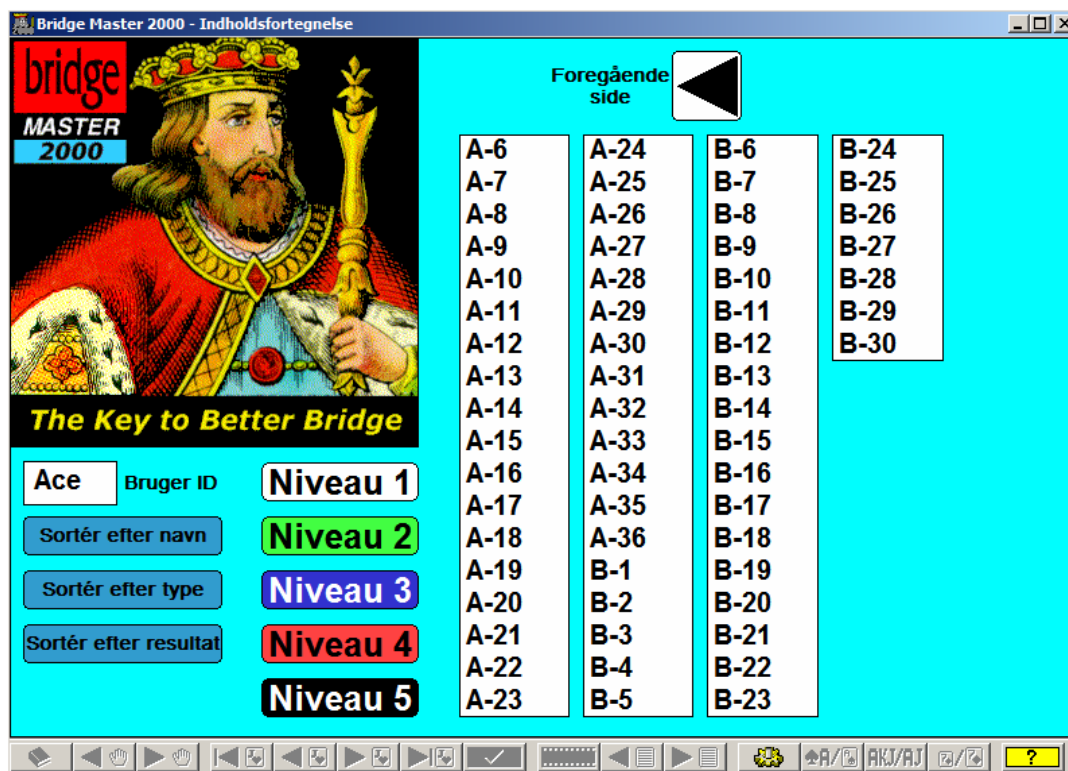 Bridge Master 2000 - Indholdsfortegnelse
bridge
MASTER
2000
The Key to Better Bridge
Ace
Bruger ID
Sortér efter navn
Sortér efter type
Sortér efter resultat
Niveau 1
Niveau 2
Niveau 3
Niveau 4
Niveau 5
Foregående
side
A-6
A-7
A-8
A-9
A-10
A-11
A-12
A-13
A-14
A-15
A-16
A-17
A-18
A-19
A-20
A-21
A-22
A-23
A-24
A-25
A-26
A-27
A-28
A-29
A-30
A-31
A-32
A-33
A-34
A-35
A-36
B-1
B-2
B-3
B-4
B-5
B-6
B-7
B-8
B-9
B-10
B-11
B-12
B-13
B-14
B-15
B-16
B-17
B-18
B-19
B-20
B-21
B-22
B-23
B-24
B-25
B-26
B-27
B-28
B-29
B-30
♠A/
AKJ/AJ
?